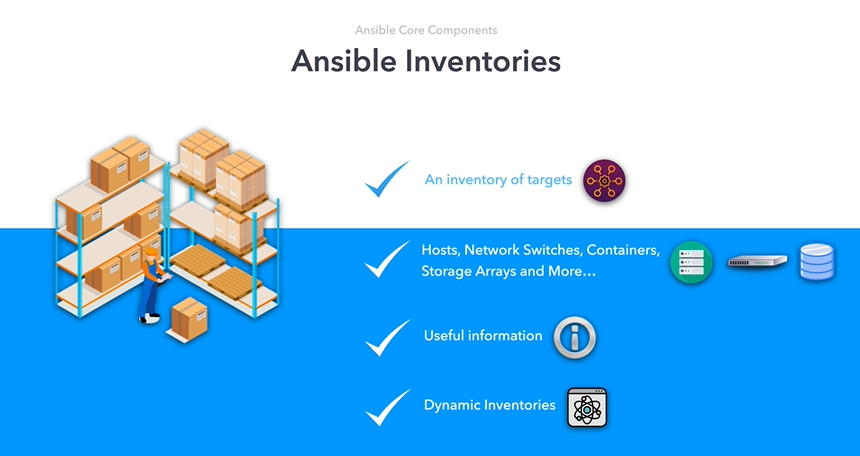 Ansible Core Components
Ansible Inventories
An inventory of targets
Hosts, Network Switches, Containers,
Storage Arrays and More...
Useful information
Dynamic Inventories